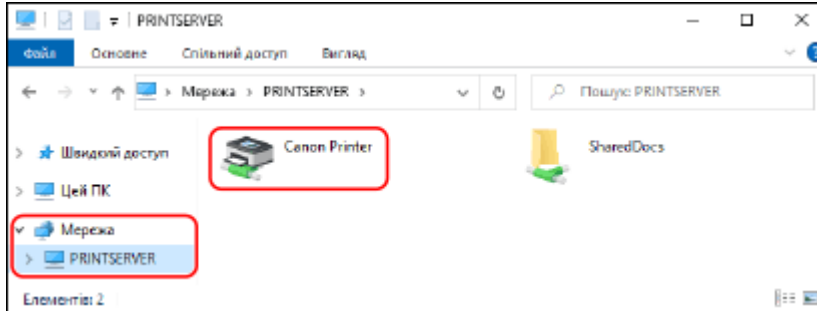 PRINTSERVER
Файл Основне Спільний доступ Вигляд
Мережа PRINTSERVER Пошук: PRINTSERVER
Швидкий доступ
Canon Printer
SharedDocs
Цей ПК
Мережа
PRINTSERVER
Елементів: 2